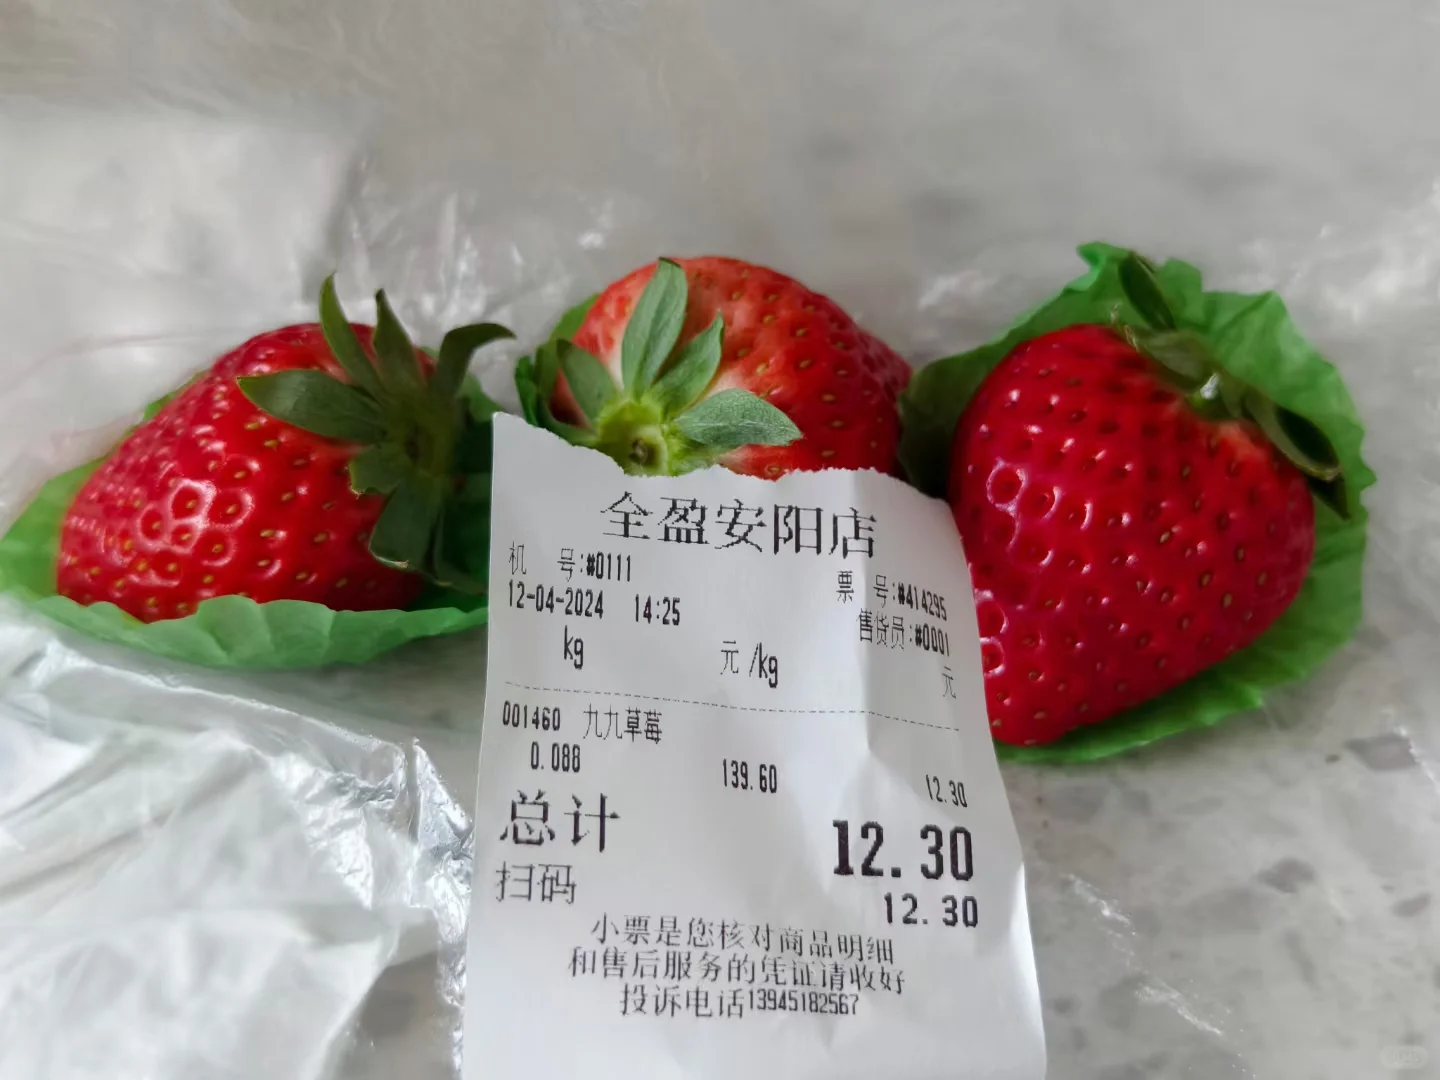 全盈安阳店
机 号:#0111 票 号:#414295
12-04-2024 14:25 售货员:#0001
kg 元/kg 元
001460 九九草莓
0.088 139.60 12.30
总计 12.30
扫码 12.30
小票是您核对商品明细
和售后服务的凭证请收好
投诉电话13945182567